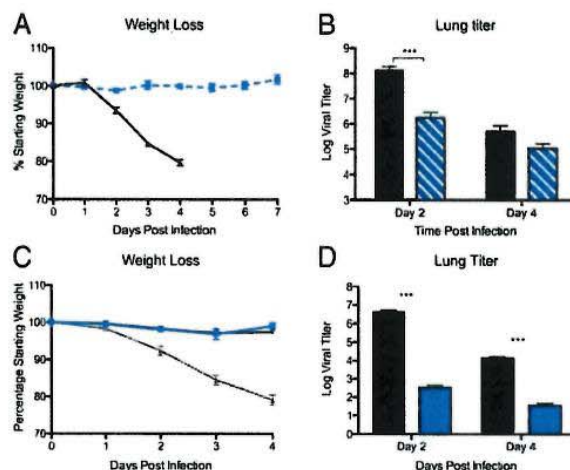 A
Weight Loss
% Starting Weight
110
100
90
80
70
0 1 2 3 4 5 6 7
Days Post Infection
B
Lung titer
Log Viral Titer
9
8
7
6
5
4
3
***
Day 2 Day 4
Time Post Infection
C
Weight Loss
Percentage Starting Weight
110
100
90
80
70
0 1 2 3 4
Days Post Infection
D
Lung Titer
Log Viral Titer
8
7
6
5
4
3
2
1
0
*** ***
Day 2 Day 4
Days Post Infection